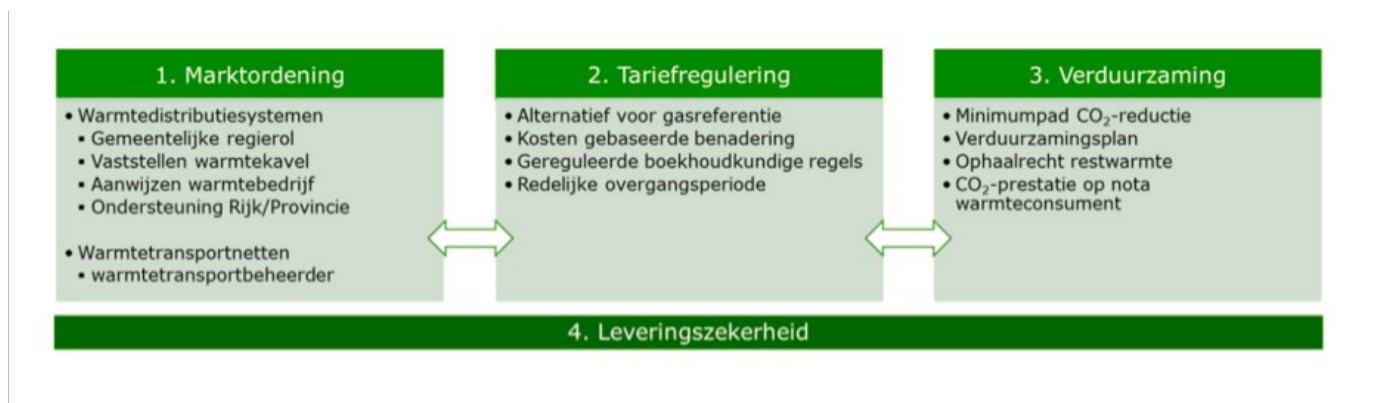 1. Marktordening
• Warmtedistributiesystemen
▪ Gemeentelijke regierol
▪ Vaststellen warmtekavel
▪ Aanwijzen warmtebedrijf
▪ Ondersteuning Rijk/Provincie
• Warmtetransportnetten
▪ warmtetransportbeheerder
2. Tariefregulering
• Alternatief voor gasreferentie
• Kosten gebaseerde benadering
• Gereguleerde boekhoudkundige regels
• Redelijke overgangsperiode
3. Verduurzaming
• Minimumpad CO₂-reductie
• Verduurzamingsplan
• Ophaalrecht restwarmte
• CO₂-prestatie op nota
warmteconsument
4. Leveringszekerheid